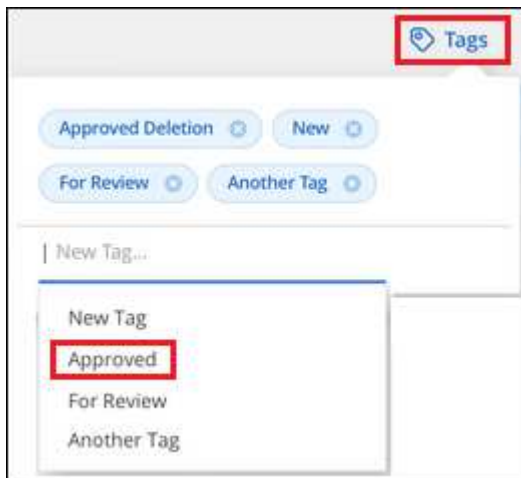 Tags
Approved Deletion New
For Review Another Tag
New Tag...
New Tag
Approved
For Review
Another Tag